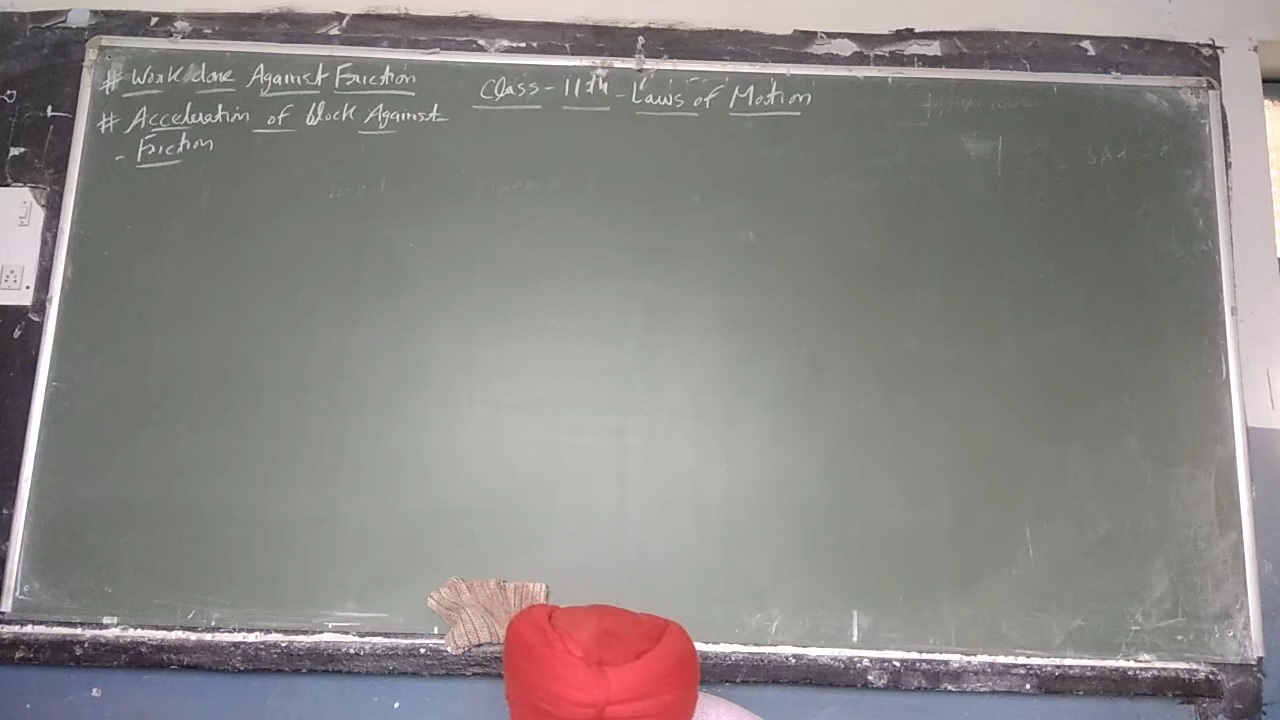 # Work done Against Friction
Class - 11th - Laws of Motion
# Acceleration of block Against
- Friction